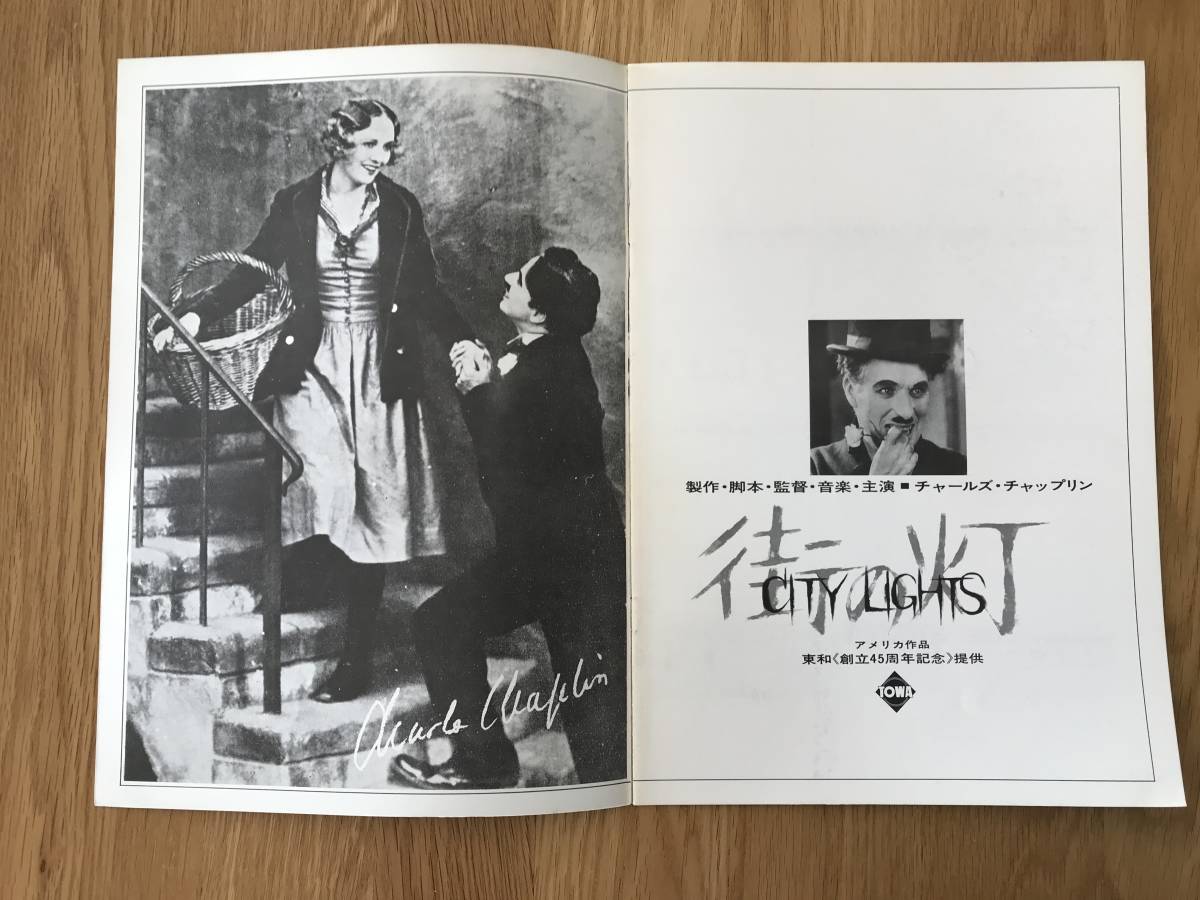 Charles Chaplin
製作・脚本・監督・音楽・主演■チャールズ・チャップリン
街の灯
CITY LIGHTS
アメリカ作品
東和《創立45周年記念》提供
TOWA